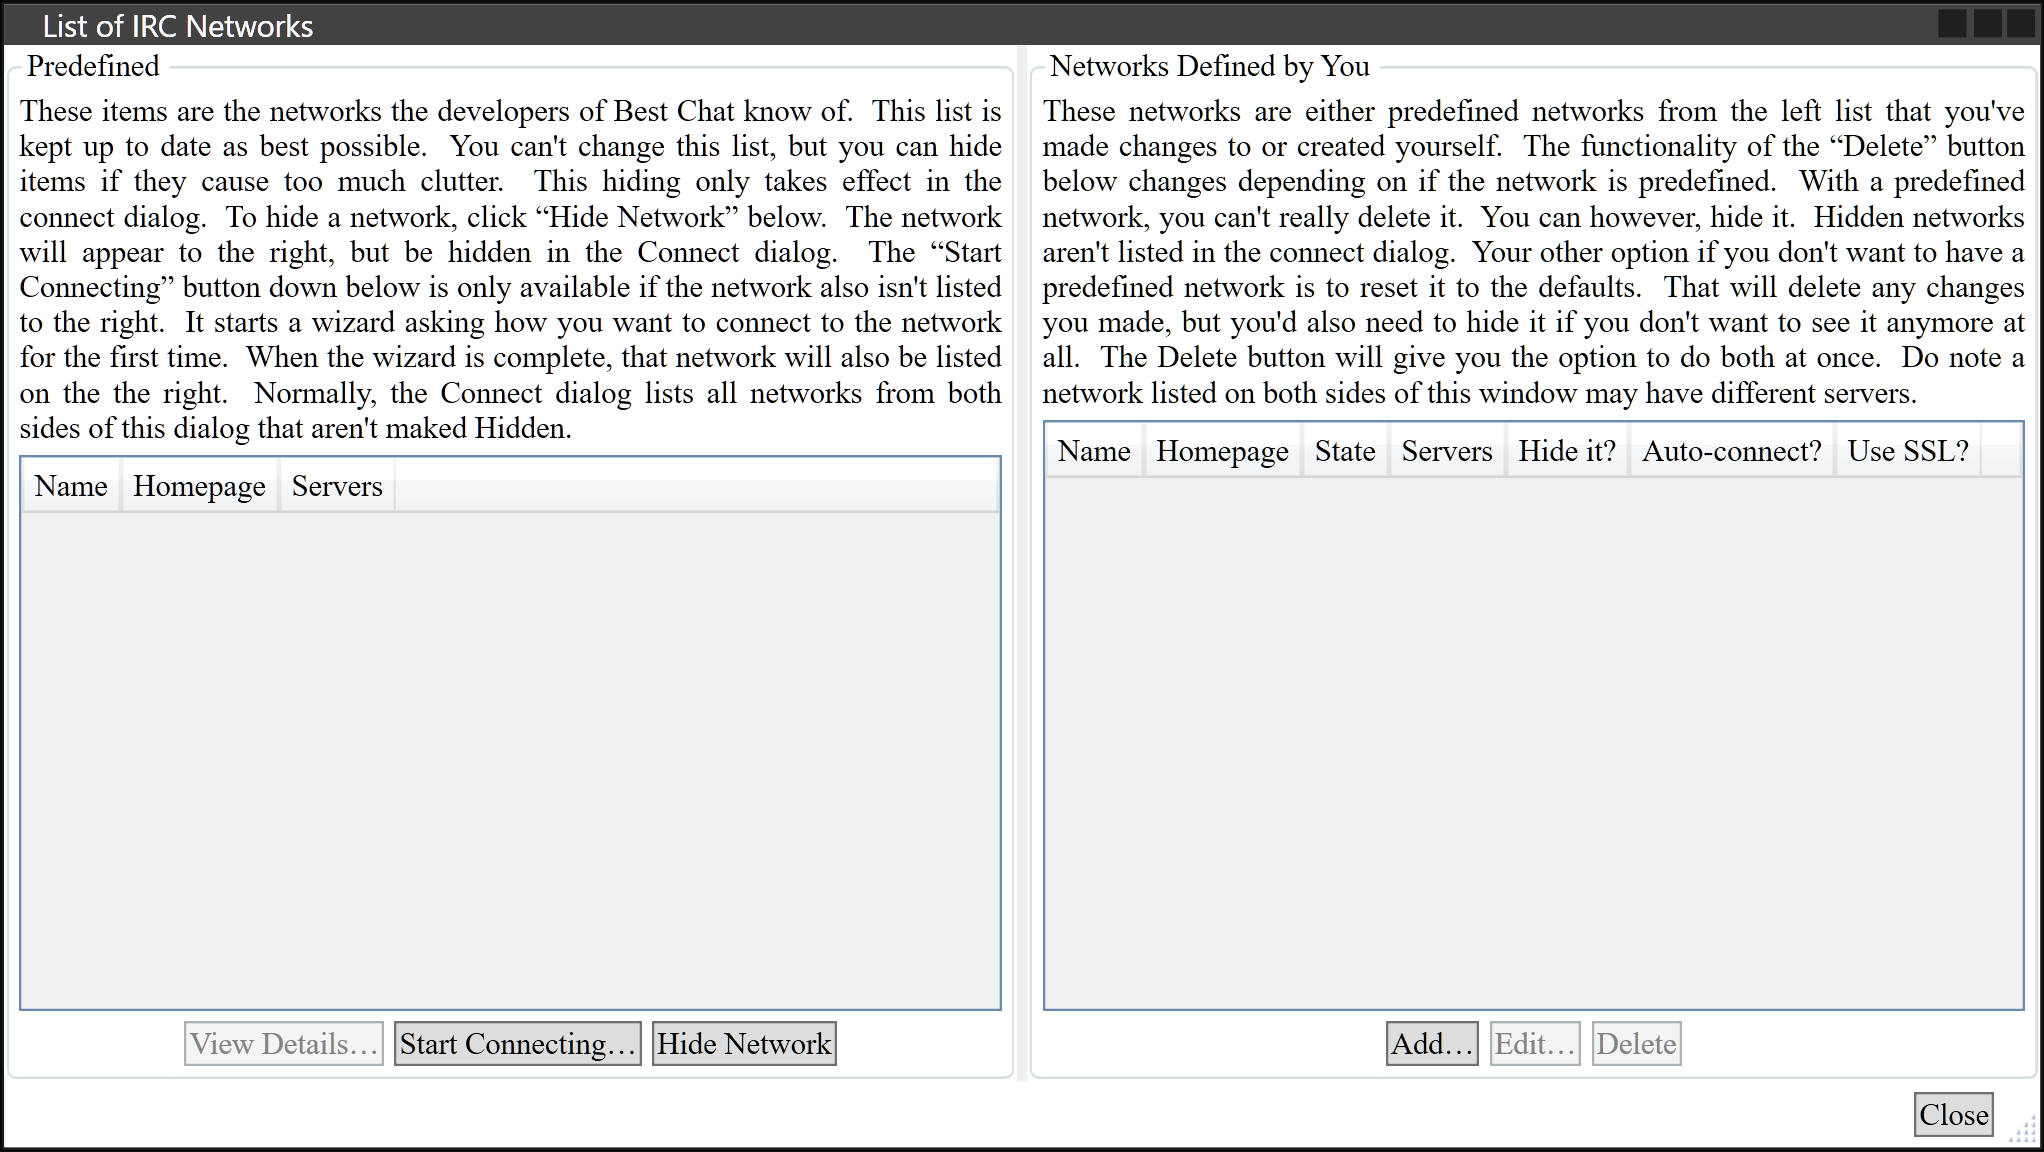 List of IRC Networks
Predefined
These items are the networks the developers of Best Chat know of.  This list is
kept up to date as best possible.  You can't change this list, but you can hide
items if they cause too much clutter.  This hiding only takes effect in the
connect dialog.  To hide a network, click “Hide Network” below.  The network
will appear to the right, but be hidden in the Connect dialog.  The “Start
Connecting” button down below is only available if the network also isn't listed
to the right.  It starts a wizard asking how you want to connect to the network
for the first time.  When the wizard is complete, that network will also be listed
on the the right.  Normally, the Connect dialog lists all networks from both
sides of this dialog that aren't maked Hidden.
Name Homepage Servers
View Details… Start Connecting… Hide Network
Networks Defined by You
These networks are either predefined networks from the left list that you've
made changes to or created yourself.  The functionality of the “Delete” button
below changes depending on if the network is predefined.  With a predefined
network, you can't really delete it.  You can however, hide it.  Hidden networks
aren't listed in the connect dialog.  Your other option if you don't want to have a
predefined network is to reset it to the defaults.  That will delete any changes
you made, but you'd also need to hide it if you don't want to see it anymore at
all.  The Delete button will give you the option to do both at once.  Do note a
network listed on both sides of this window may have different servers.
Name Homepage State Servers Hide it? Auto-connect? Use SSL?
Add… Edit… Delete
Close